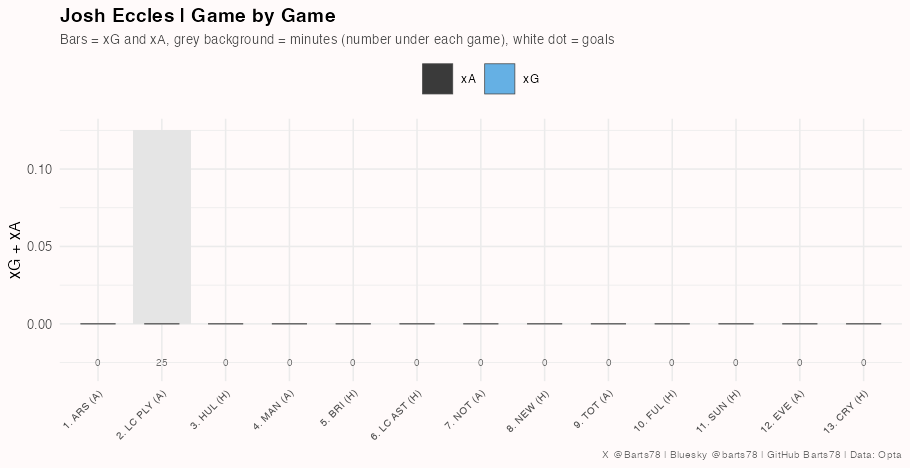 Josh Eccles | Game by Game
Bars = xG and xA, grey background = minutes (number under each game), white dot = goals
xA xG
xG + xA
0.10
0.05
0.00
0 25 0 0 0 0 0 0 0 0 0 0 0
1. ARS (A)
2. LC PLY (A)
3. HUL (H)
4. MAN (A)
5. BRI (H)
6. LC AST (H)
7. NOT (A)
8. NEW (H)
9. TOT (A)
10. FUL (H)
11. SUN (H)
12. EVE (A)
13. CRY (H)
X @Barts78 | Bluesky @barts78 | GitHub Barts78 | Data: Opta